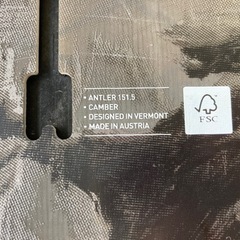 • ANTLER 151.5
• CAMBER
• DESIGNED IN VERMONT
• MADE IN AUSTRIA
FSC